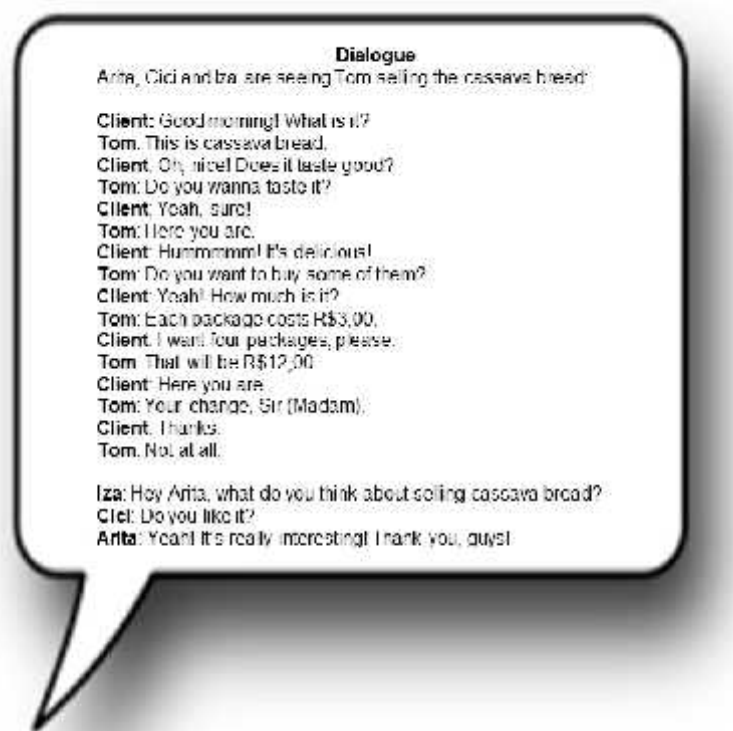 Dialogue
Arita, Cici and Iza are seeing Tom selling the cassava bread:
Client: Good morning! What is it?
Tom: This is cassava bread.
Client: Oh, nice! Does it taste good?
Tom: Do you wanna taste it?
Client: Yeah, sure!
Tom: Here you are.
Client: Hummmmm! It's delicious!
Tom: Do you want to buy some of them?
Client: Yeah! How much is it?
Tom: Each package costs R$3,00.
Client: I want four packages, please.
Tom: That will be R$12,00
Client: Here you are.
Tom: Your change, Sir (Madam).
Client: Thanks.
Tom: Not at all.
Iza: Hey Arita, what do you think about selling cassava bread?
Cici: Do you like it?
Arita: Yeah! It's really interesting! Thank you, guys!